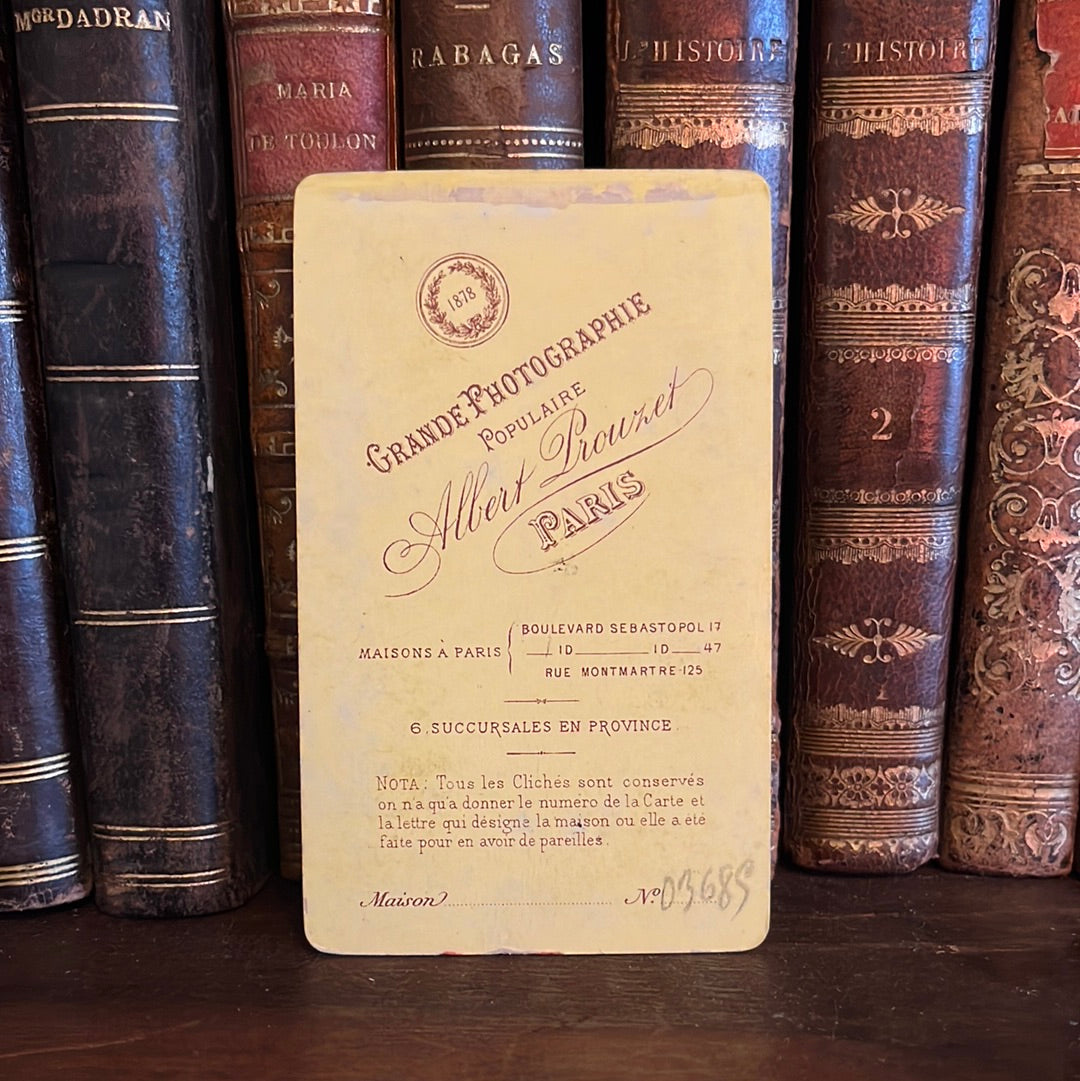 MGR DADRAN
MARIA
DE TOULON
RABAGAS
L'HISTOIRE
L'HISTOIRE
2
1878
GRANDE PHOTOGRAPHIE
POPULAIRE
Albert Prouzet
PARIS
MAISONS À PARIS { BOULEVARD SEBASTOPOL 17
ID ID 47
RUE MONTMARTRE 125
6. SUCCURSALES EN PROVINCE
NOTA : Tous les Clichés sont conservés
on n'a qu'a donner le numéro de la Carte et
la lettre qui désigne la maison ou elle a été
faite pour en avoir de pareilles.
Maison N.º 03689